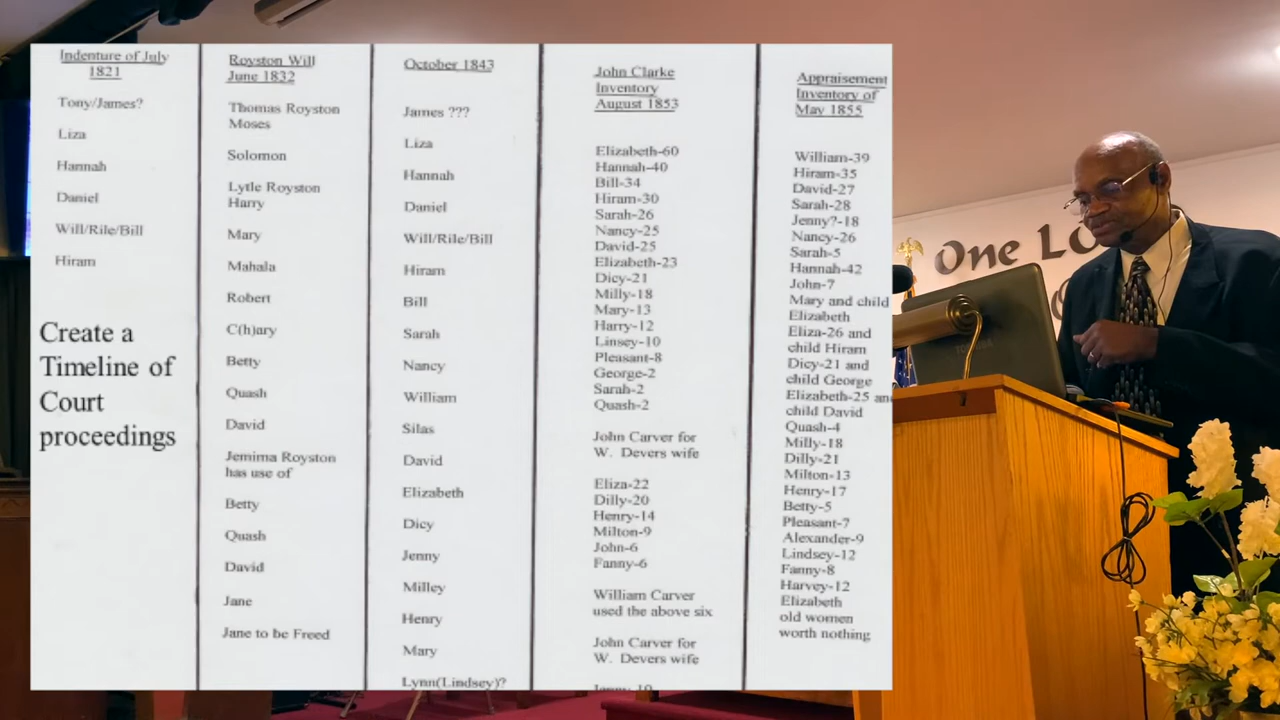 Indenture of July
1821
Tony/James?
Liza
Hannah
Daniel
Will/Rile/Bill
Hiram
Create a
Timeline of
Court
proceedings
Royston Will
June 1832
Thomas Royston
Moses
Solomon
Lytle Royston
Harry
Mary
Mahala
Robert
C(h)ary
Betty
Quash
David
Jemima Royston
has use of
Betty
Quash
David
Jane
Jane to be Freed
October 1843
James ???
Liza
Hannah
Daniel
Will/Rile/Bill
Hiram
Bill
Sarah
Nancy
William
Silas
David
Elizabeth
Dicy
Jenny
Milley
Henry
Mary
Lynn(Lindsey)?
John Clarke
Inventory
August 1853
Elizabeth-60
Hannah-40
Bill-34
Hiram-30
Sarah-26
Nancy-25
David-25
Elizabeth-23
Dicy-21
Milly-18
Mary-13
Harry-12
Linsey-10
Pleasant-8
George-2
Sarah-2
Quash-2
John Carver for
W. Devers wife
Eliza-22
Dilly-20
Henry-14
Milton-9
John-6
Fanny-6
William Carver
used the above six
John Carver for
W. Devers wife
Appraisement
Inventory of
May 1855
William-39
Hiram-35
David-27
Sarah-28
Jenny?-18
Nancy-26
Sarah-5
Hannah-42
John-7
Mary and child
Elizabeth
Eliza-26 and
child Hiram
Dicy-21 and
child George
Elizabeth-25 an
child David
Quash-4
Milly-18
Dilly-21
Milton-13
Henry-17
Betty-5
Pleasant-7
Alexander-9
Lindsey-12
Fanny-8
Harvey-12
Elizabeth
old women
worth nothing
One Lo